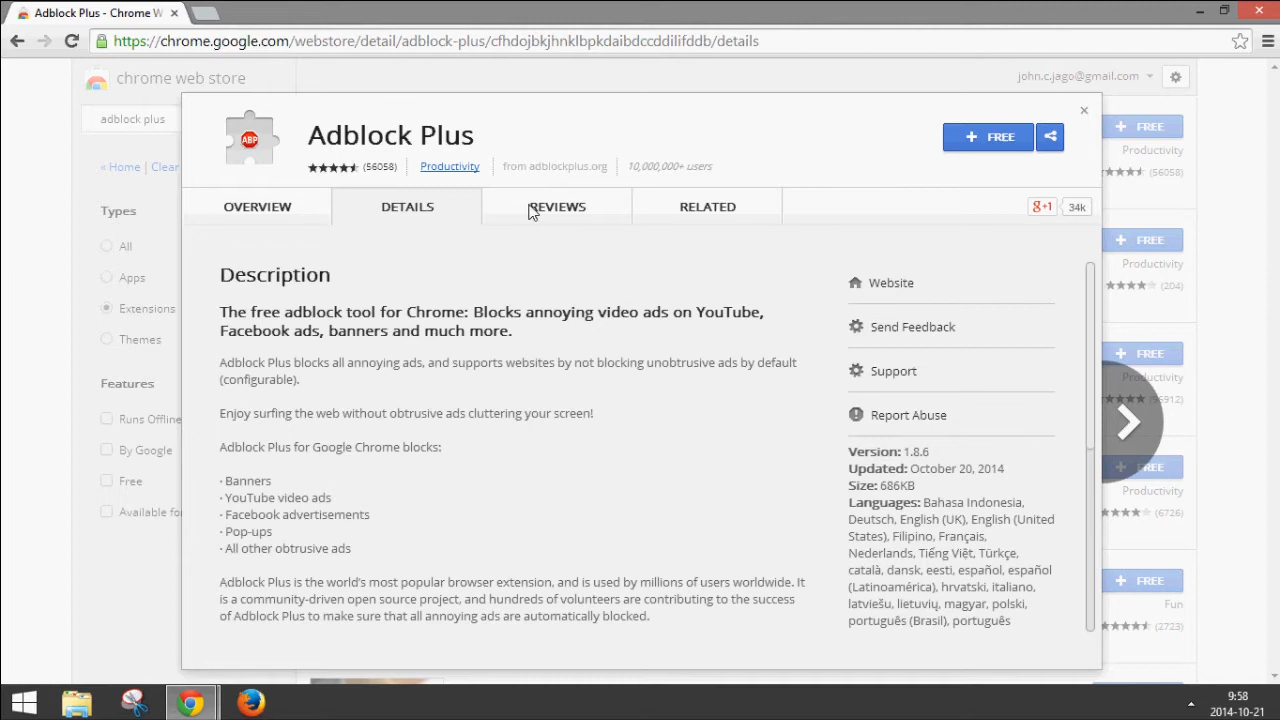 Adblock Plus - Chrome W
https://chrome.google.com/webstore/detail/adblock-plus/cfhdojbkjhnklbpkdaibdccddilifddb/details
chrome web store
john.c.jago@gmail.com
adblock plus
« Home | Clear
Types
All
Apps
Extensions
Themes
Features
Runs Offline
By Google
Free
Available fo
ABP
Adblock Plus
(56058)
Productivity
from adblockplus.org
10,000,000+ users
+ FREE
OVERVIEW
DETAILS
REVIEWS
RELATED
g+1
34k
Description
The free adblock tool for Chrome: Blocks annoying video ads on YouTube,
Facebook ads, banners and much more.
Adblock Plus blocks all annoying ads, and supports websites by not blocking unobtrusive ads by default
(configurable).
Enjoy surfing the web without obtrusive ads cluttering your screen!
Adblock Plus for Google Chrome blocks:
· Banners
· YouTube video ads
· Facebook advertisements
· Pop-ups
· All other obtrusive ads
Adblock Plus is the world's most popular browser extension, and is used by millions of users worldwide. It
is a community-driven open source project, and hundreds of volunteers are contributing to the success
of Adblock Plus to make sure that all annoying ads are automatically blocked.
Website
Send Feedback
Support
Report Abuse
Version: 1.8.6
Updated: October 20, 2014
Size: 686KB
Languages: Bahasa Indonesia,
Deutsch, English (UK), English (United
States), Filipino, Français,
Nederlands, Tiếng Việt, Türkçe,
català, dansk, eesti, español, español
(Latinoamérica), hrvatski, italiano,
latviešu, lietuvių, magyar, polski,
português (Brasil), português
+ FREE
Productivity
(56058)
+ FREE
Productivity
(204)
+ FREE
Productivity
+ FREE
Productivity
(6726)
+ FREE
Fun
(2723)
9:58
2014-10-21